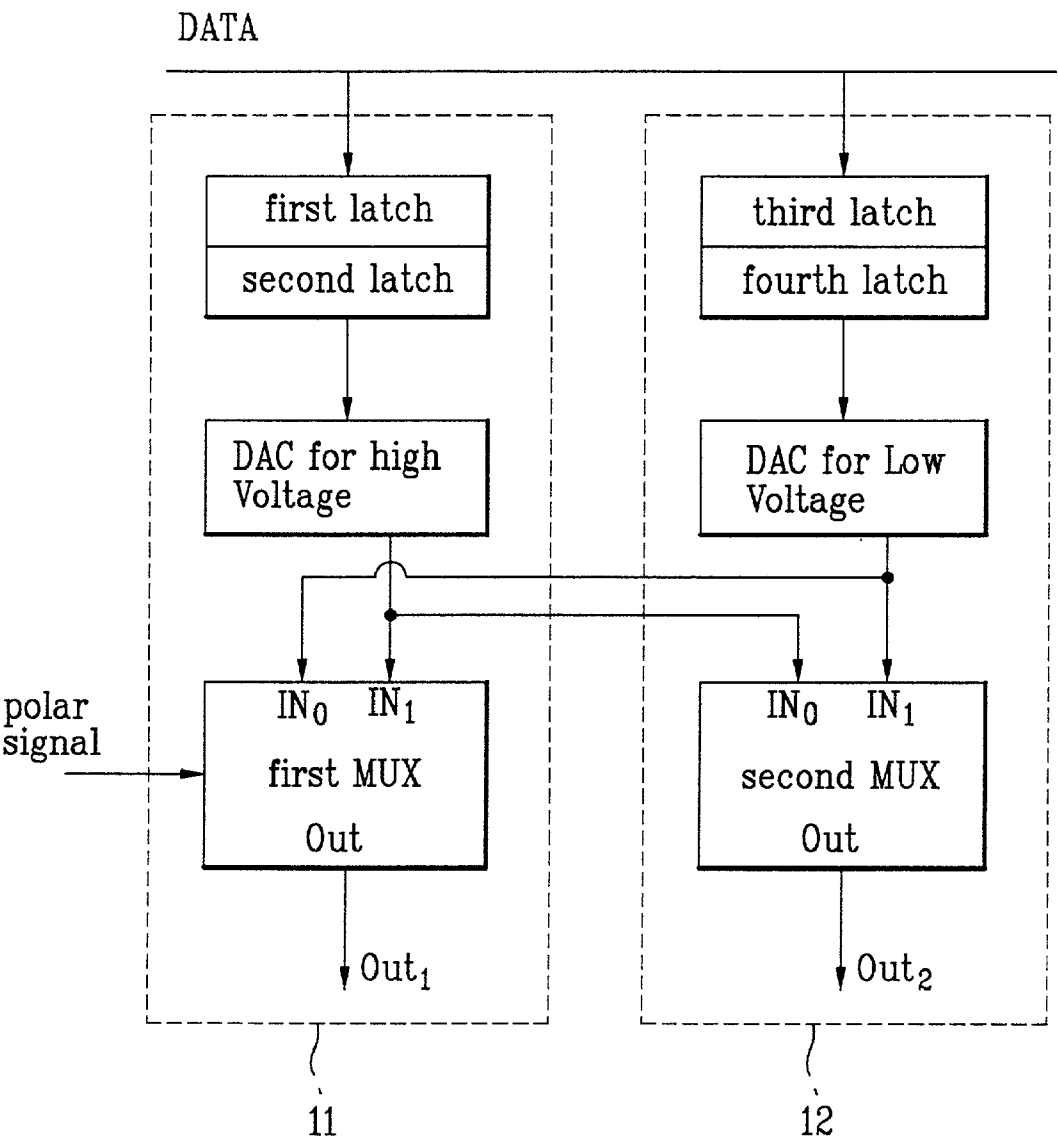 DATA
first latch
second latch
third latch
fourth latch
DAC for high
Voltage
DAC for Low
Voltage
polar
signal
IN0 IN1
first MUX
Out
IN0 IN1
second MUX
Out
Out1
Out2
11
12